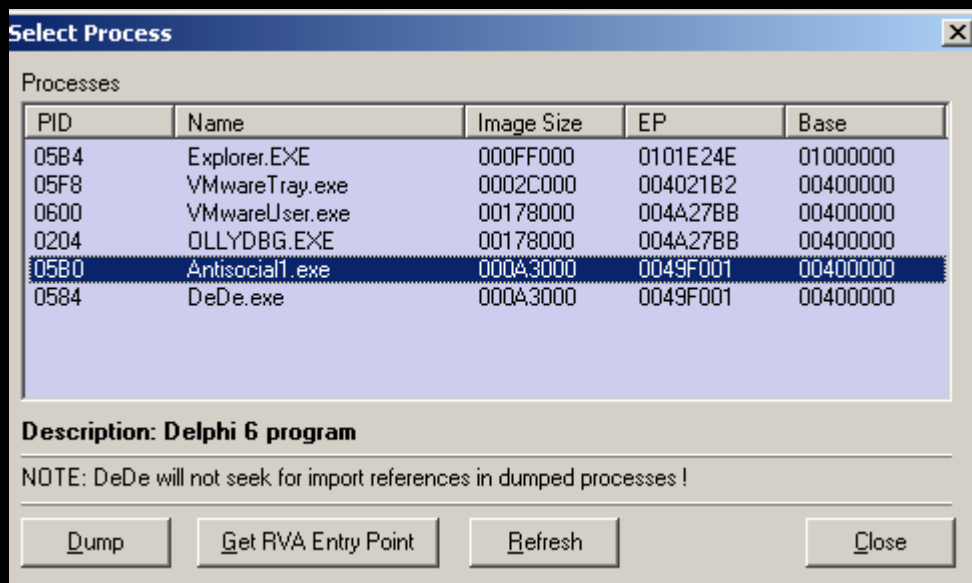 Select Process
Processes
PID Name Image Size EP Base
05B4 Explorer.EXE 000FF000 0101E24E 01000000
05F8 VMwareTray.exe 0002C000 004021B2 00400000
0600 VMwareUser.exe 00178000 004A27BB 00400000
0204 OLLYDBG.EXE 00178000 004A27BB 00400000
05B0 Antisocial1.exe 000A3000 0049F001 00400000
0584 DeDe.exe 000A3000 0049F001 00400000
Description: Delphi 6 program
NOTE: DeDe will not seek for import references in dumped processes !
Dump Get RVA Entry Point Refresh Close